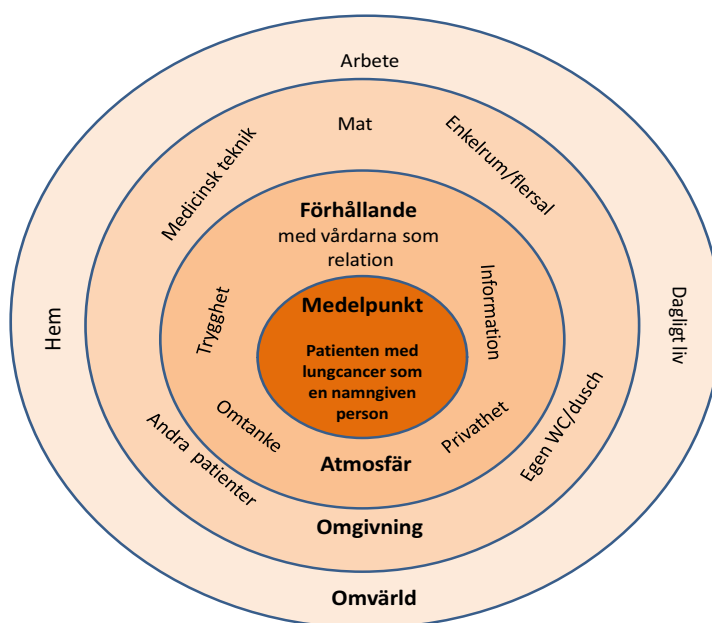 Arbete
Mat
Medicinsk teknik
Enkelrum/flersal
Förhållande
med vårdarna som
relation
Trygghet
Information
Medelpunkt
Patienten med
lungcancer som
en namngiven
person
Hem
Dagligt liv
Omtanke
Privathet
Andra patienter
Egen WC/dusch
Atmosfär
Omgivning
Omvärld